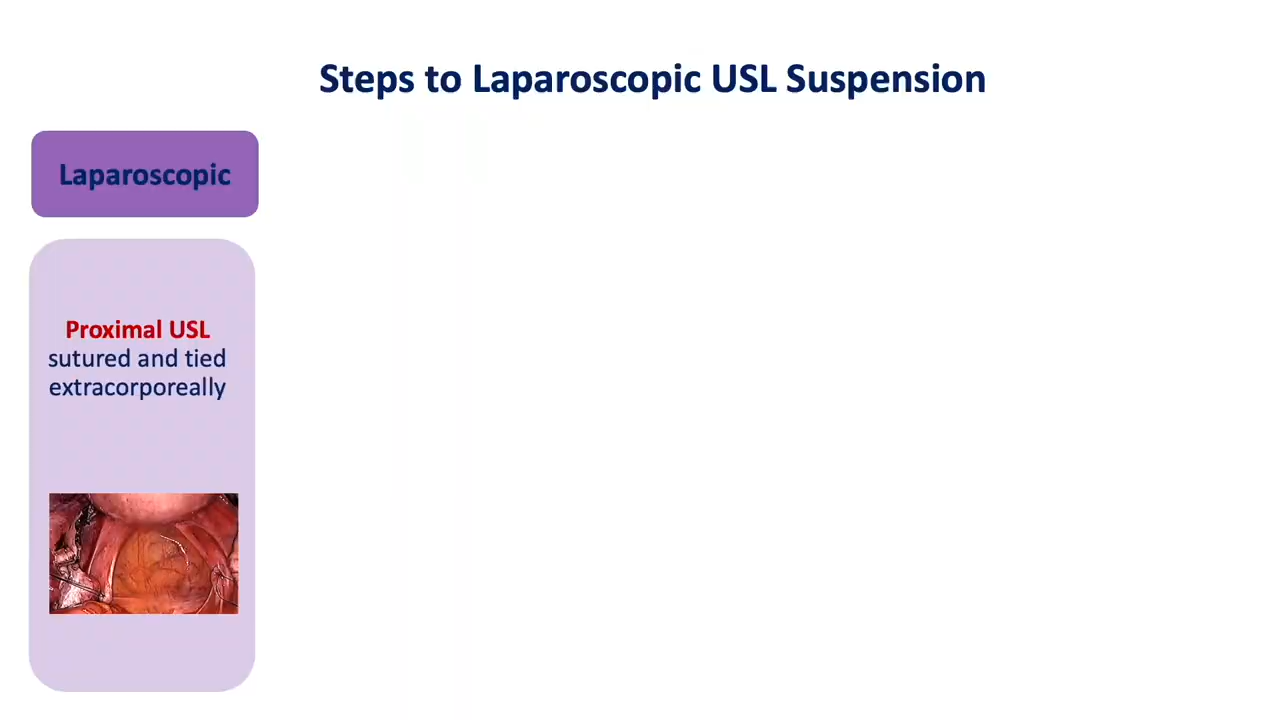 Steps to Laparoscopic USL Suspension
Laparoscopic
Proximal USL
sutured and tied
extracorporeally